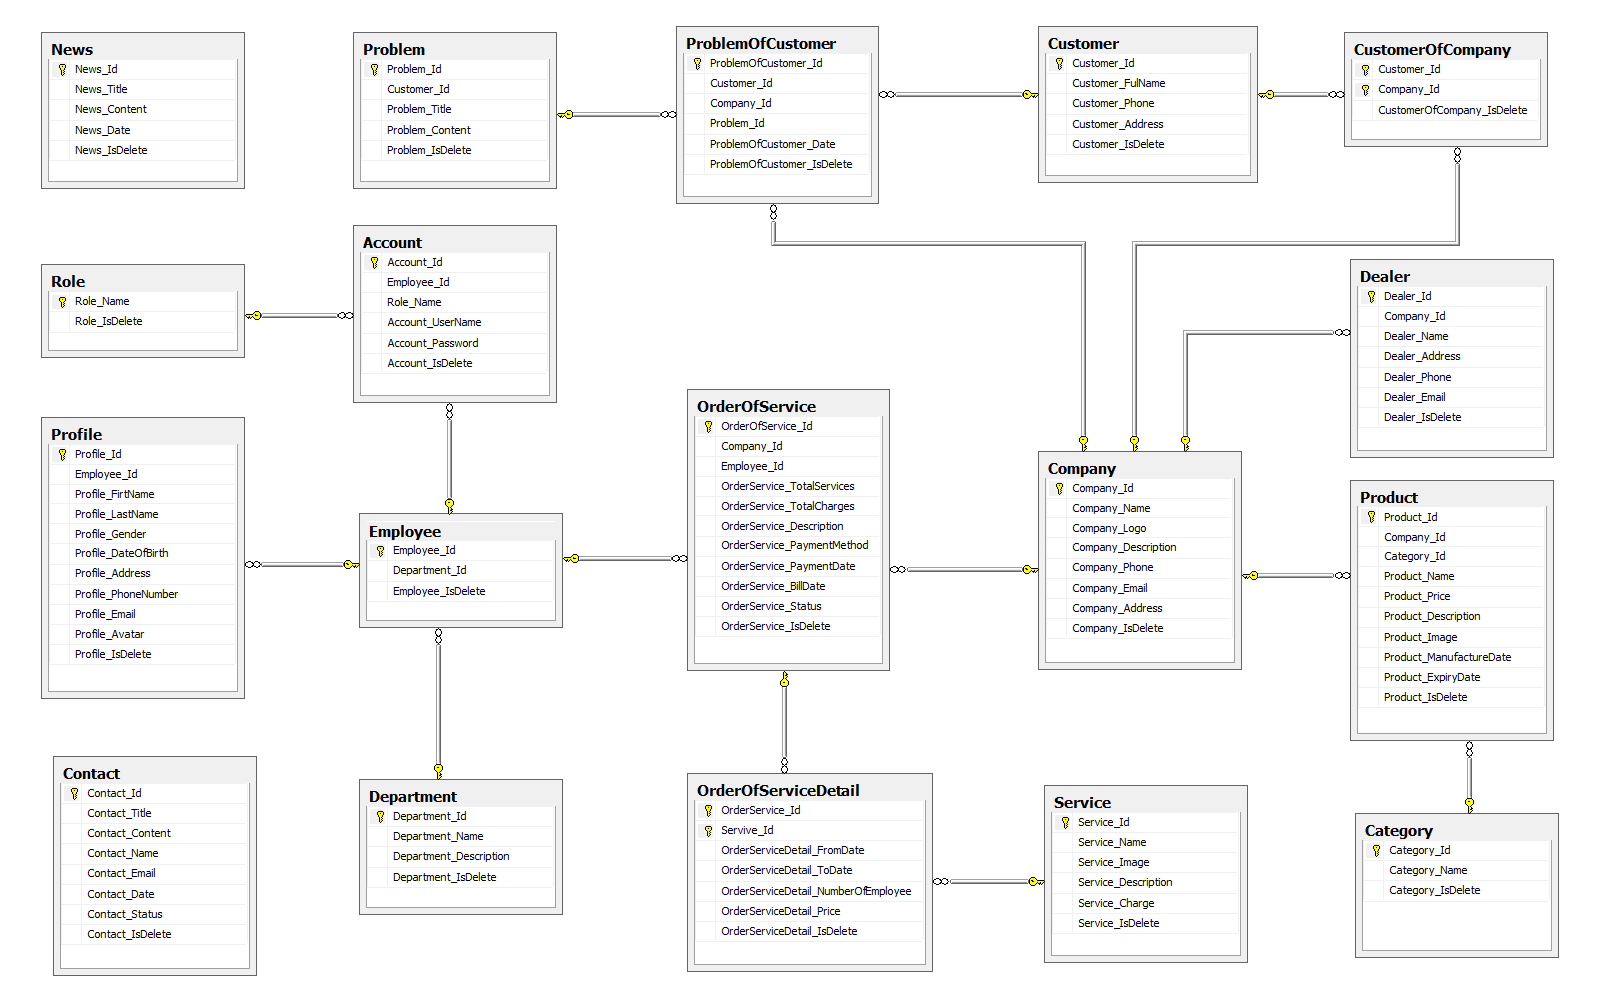 News
News_Id
News_Title
News_Content
News_Date
News_IsDelete
Problem
Problem_Id
Customer_Id
Problem_Title
Problem_Content
Problem_IsDelete
ProblemOfCustomer
ProblemOfCustomer_Id
Customer_Id
Company_Id
Problem_Id
ProblemOfCustomer_Date
ProblemOfCustomer_IsDelete
Customer
Customer_Id
Customer_FulName
Customer_Phone
Customer_Address
Customer_IsDelete
CustomerOfCompany
Customer_Id
Company_Id
CustomerOfCompany_IsDelete
Role
Role_Name
Role_IsDelete
Account
Account_Id
Employee_Id
Role_Name
Account_UserName
Account_Password
Account_IsDelete
Dealer
Dealer_Id
Company_Id
Dealer_Name
Dealer_Address
Dealer_Phone
Dealer_Email
Dealer_IsDelete
Profile
Profile_Id
Employee_Id
Profile_FirtName
Profile_LastName
Profile_Gender
Profile_DateOfBirth
Profile_Address
Profile_PhoneNumber
Profile_Email
Profile_Avatar
Profile_IsDelete
Employee
Employee_Id
Department_Id
Employee_IsDelete
OrderOfService
OrderOfService_Id
Company_Id
Employee_Id
OrderService_TotalServices
OrderService_TotalCharges
OrderService_Description
OrderService_PaymentMethod
OrderService_PaymentDate
OrderService_BillDate
OrderService_Status
OrderService_IsDelete
Company
Company_Id
Company_Name
Company_Logo
Company_Description
Company_Phone
Company_Email
Company_Address
Company_IsDelete
Product
Product_Id
Company_Id
Category_Id
Product_Name
Product_Price
Product_Description
Product_Image
Product_ManufactureDate
Product_ExpiryDate
Product_IsDelete
Contact
Contact_Id
Contact_Title
Contact_Content
Contact_Name
Contact_Email
Contact_Date
Contact_Status
Contact_IsDelete
Department
Department_Id
Department_Name
Department_Description
Department_IsDelete
OrderOfServiceDetail
OrderService_Id
Servive_Id
OrderServiceDetail_FromDate
OrderServiceDetail_ToDate
OrderServiceDetail_NumberOfEmployee
OrderServiceDetail_Price
OrderServiceDetail_IsDelete
Service
Service_Id
Service_Name
Service_Image
Service_Description
Service_Charge
Service_IsDelete
Category
Category_Id
Category_Name
Category_IsDelete